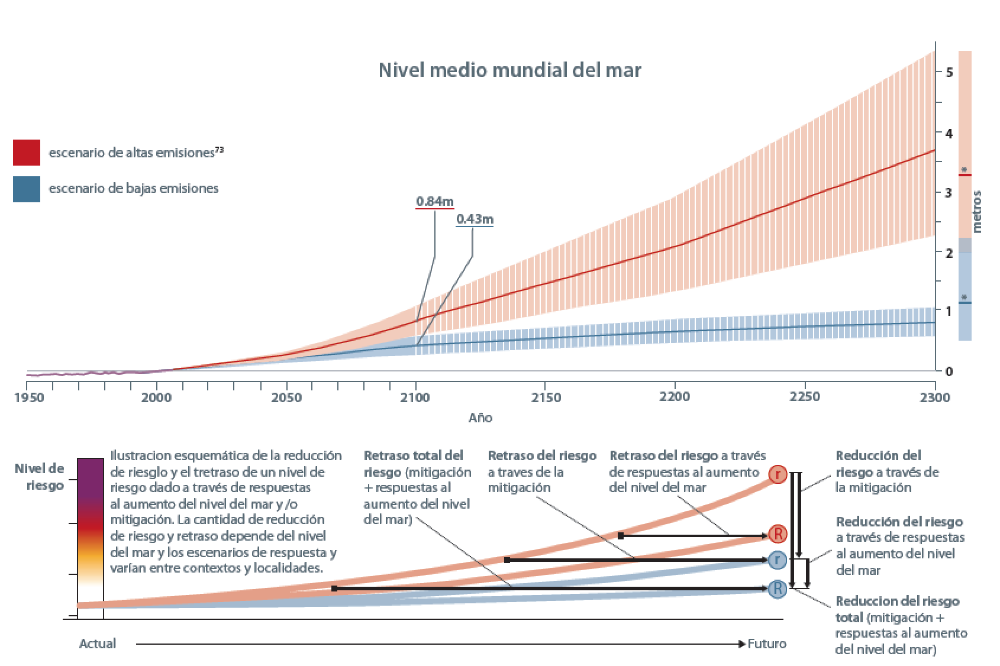 Nivel medio mundial del mar
escenario de altas emisiones73
escenario de bajas emisiones
0.84m
0.43m
5
4
3
2
1
0
metros
*
*
1950 2000 2050 2100 2150 2200 2250 2300
Año
Nivel de
riesgo
Ilustracion esquemática de la reducción
de riesglo y el tretraso de un nivel de
riesgo dado a través de respuestas
al aumento del nivel del mar y /o
mitigación. La cantidad de reducción
de riesgo y retraso depende del nivel
del mar y los escenarios de respuesta y
varían entre contextos y localidades.
Retraso total del
riesgo (mitigación
+ respuestas al
aumento del nivel
del mar)
Retraso del riesgo
a traves de la
mitigación
Retraso del riesgo a través
de respuestas al aumento
del nivel del mar
r
R
r
R
Reducción del
riesgo a través de
la mitigación
Reducción del riesgo
a través de respuestas
al aumento del nivel
del mar
Reduccion del riesgo
total (mitigación +
respuestas al aumento
del nivel del mar)
Actual
Futuro